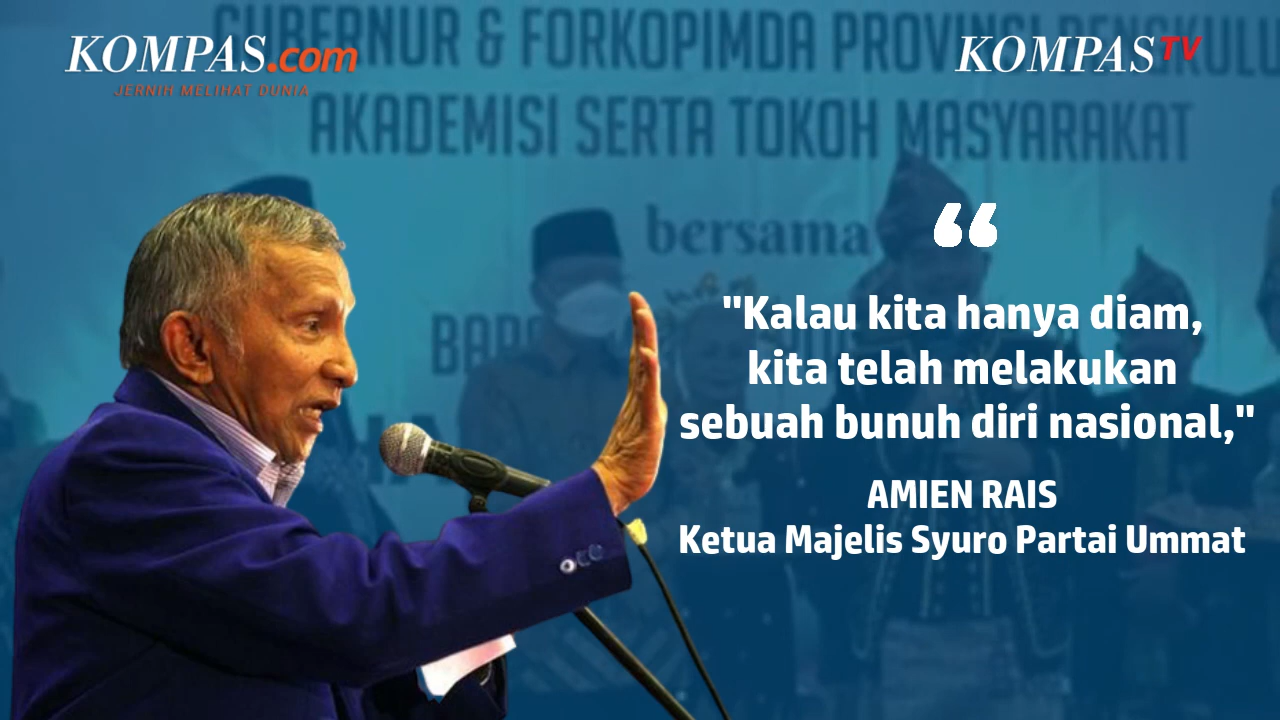 GUBERNUR & FORKOPIMDA PROVINSI BENGKULU
KOMPAS.com
JERNIH MELIHAT DUNIA
KOMPASTV
AKADEMISI SERTA TOKOH MASYARAKAT
bersama
“
"Kalau kita hanya diam,
kita telah melakukan
sebuah bunuh diri nasional,"
AMIEN RAIS
Ketua Majelis Syuro Partai Ummat